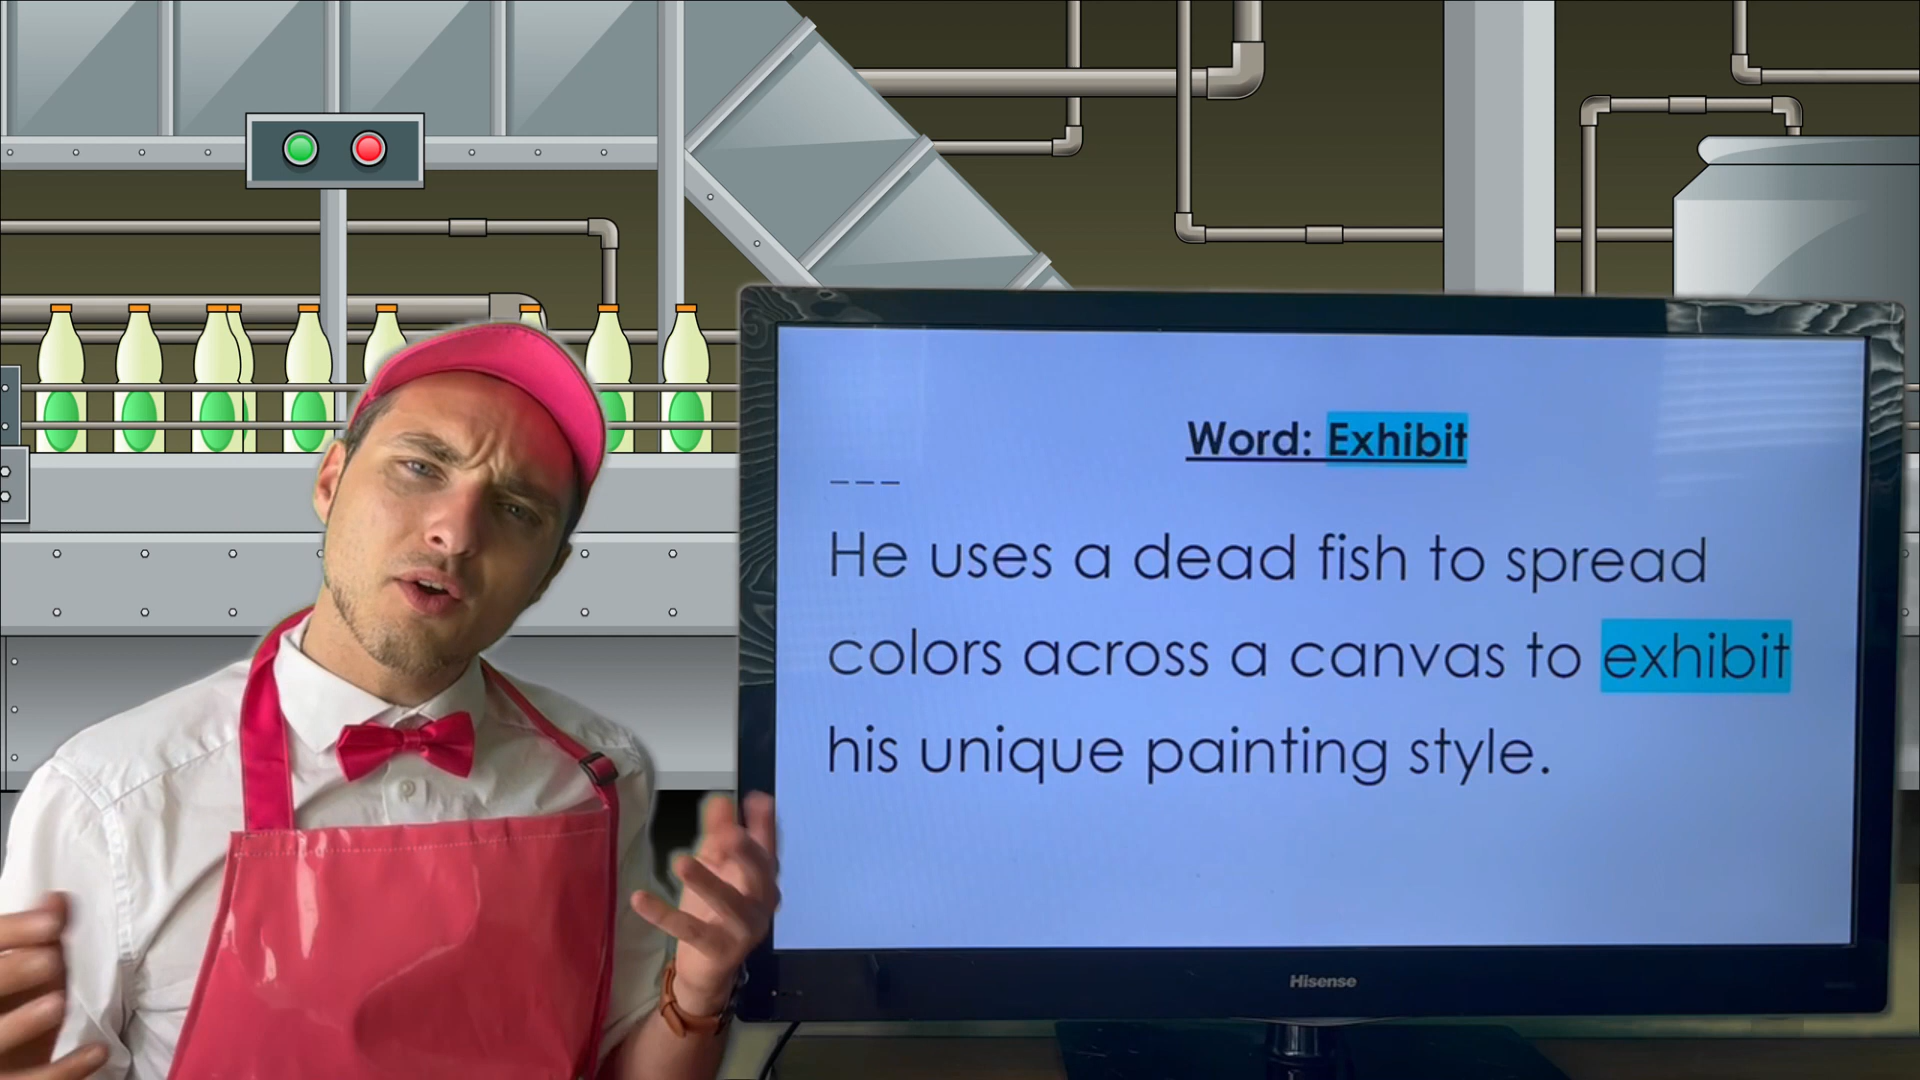 Word: Exhibit
---
He uses a dead fish to spread
colors across a canvas to exhibit
his unique painting style.
Hisense